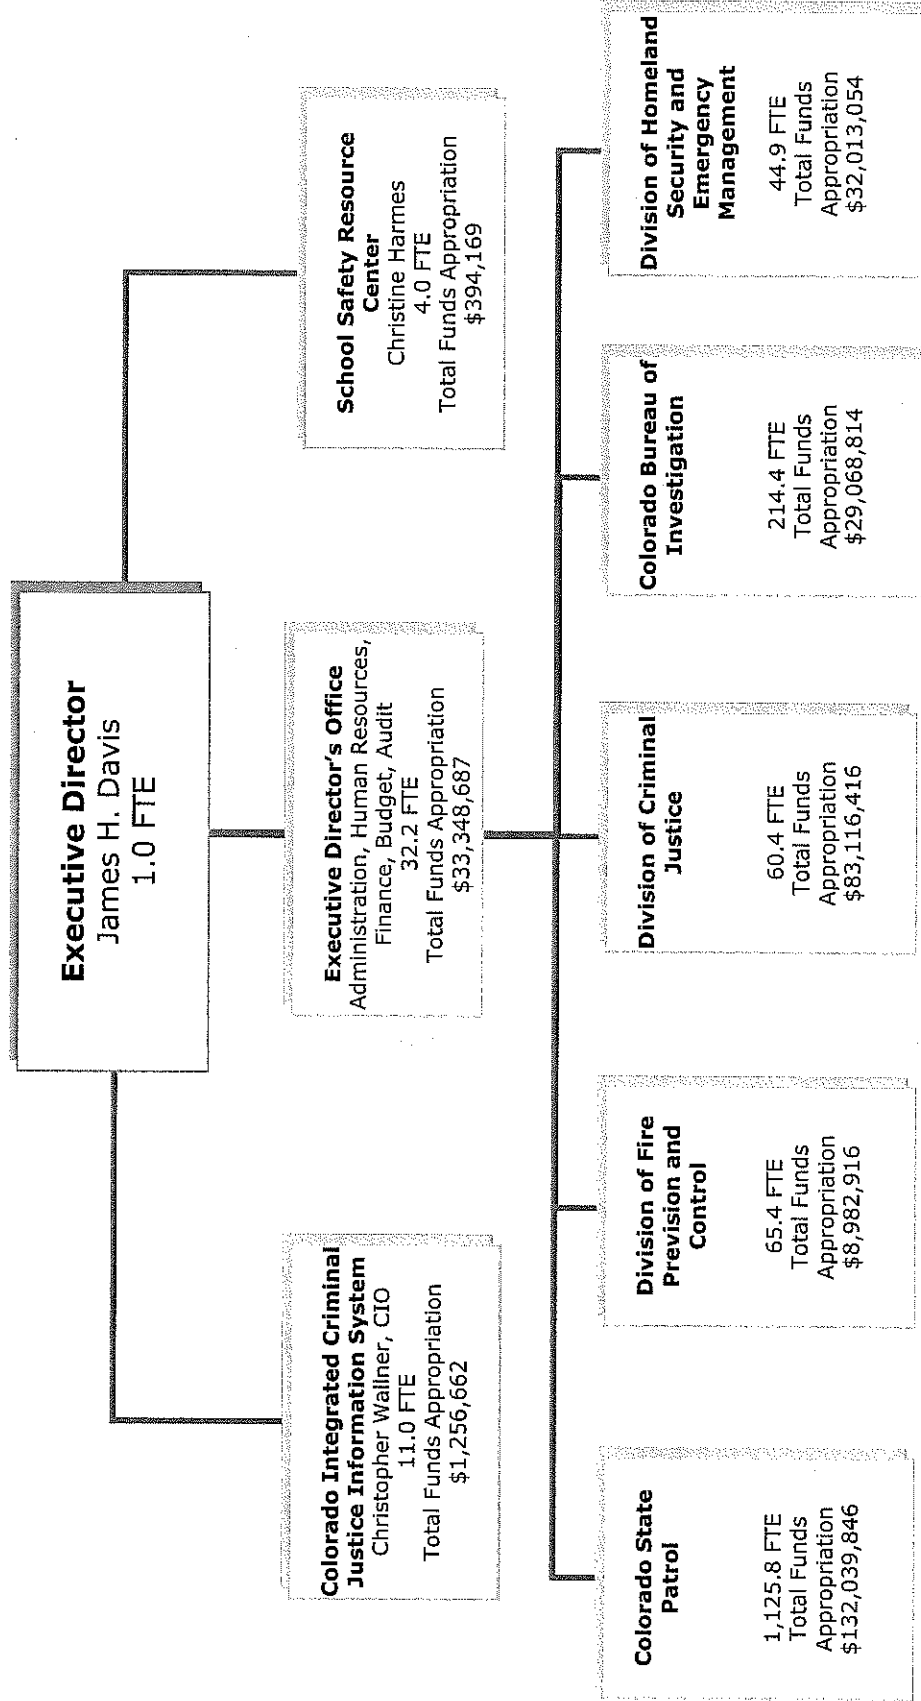 Executive Director
James H. Davis
1.0 FTE
Colorado Integrated Criminal
Justice Information System
Christopher Wallner, CIO
11.0 FTE
Total Funds Appropriation
$1,256,662
Executive Director's Office
Administration, Human Resources,
Finance, Budget, Audit
32.2 FTE
Total Funds Appropriation
$33,348,687
School Safety Resource
Center
Christine Harmes
4.0 FTE
Total Funds Appropriation
$394,169
Colorado State
Patrol
1,125.8 FTE
Total Funds
Appropriation
$132,039,846
Division of Fire
Prevision and
Control
65.4 FTE
Total Funds
Appropriation
$8,982,916
Division of Criminal
Justice
60.4 FTE
Total Funds
Appropriation
$83,116,416
Colorado Bureau of
Investigation
214.4 FTE
Total Funds
Appropriation
$29,068,814
Division of Homeland
Security and
Emergency
Management
44.9 FTE
Total Funds
Appropriation
$32,013,054